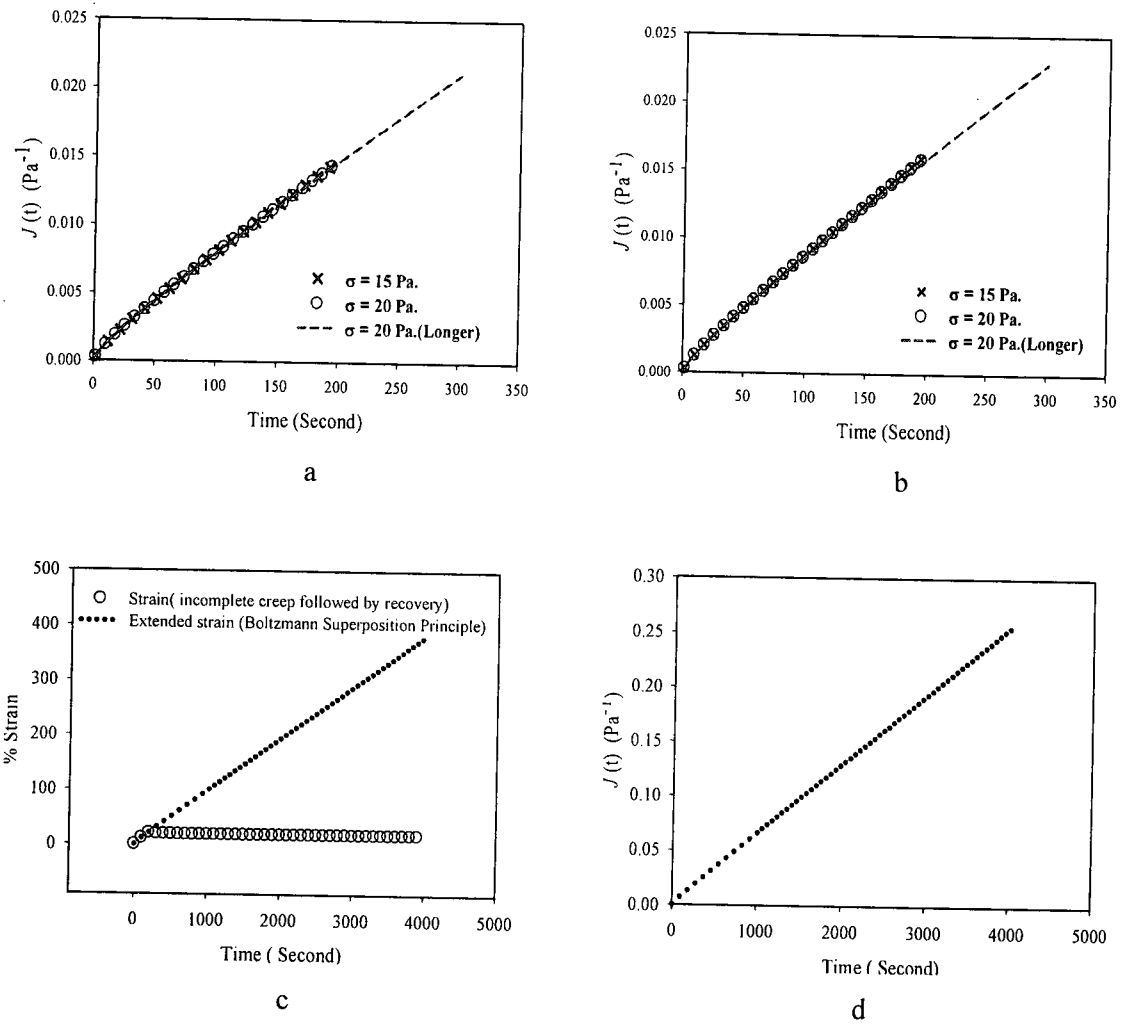 0.025
0.020
0.015
0.010
0.005
0.000
J (t) (Pa⁻¹)
σ = 15 Pa.
σ = 20 Pa.
σ = 20 Pa.(Longer)
0 50 100 150 200 250 300 350
Time (Second)
a
0.025
0.020
0.015
0.010
0.005
0.000
J (t) (Pa⁻¹)
σ = 15 Pa.
σ = 20 Pa.
σ = 20 Pa.(Longer)
0 50 100 150 200 250 300 350
Time (Second)
b
500
400
300
200
100
0
% Strain
Strain( incomplete creep followed by recovery)
Extended strain (Boltzmann Superposition Principle)
0 1000 2000 3000 4000 5000
Time ( Second)
c
0.30
0.25
0.20
0.15
0.10
0.05
0.00
J (t) (Pa⁻¹)
0 1000 2000 3000 4000 5000
Time ( Second)
d